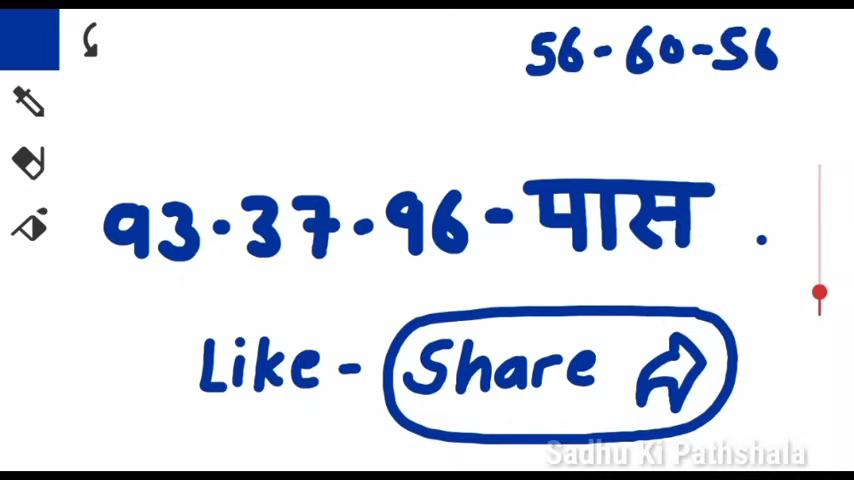 56-60-56
93.37.96-पास .
Like- Share
Sadhu Ki Pathshala